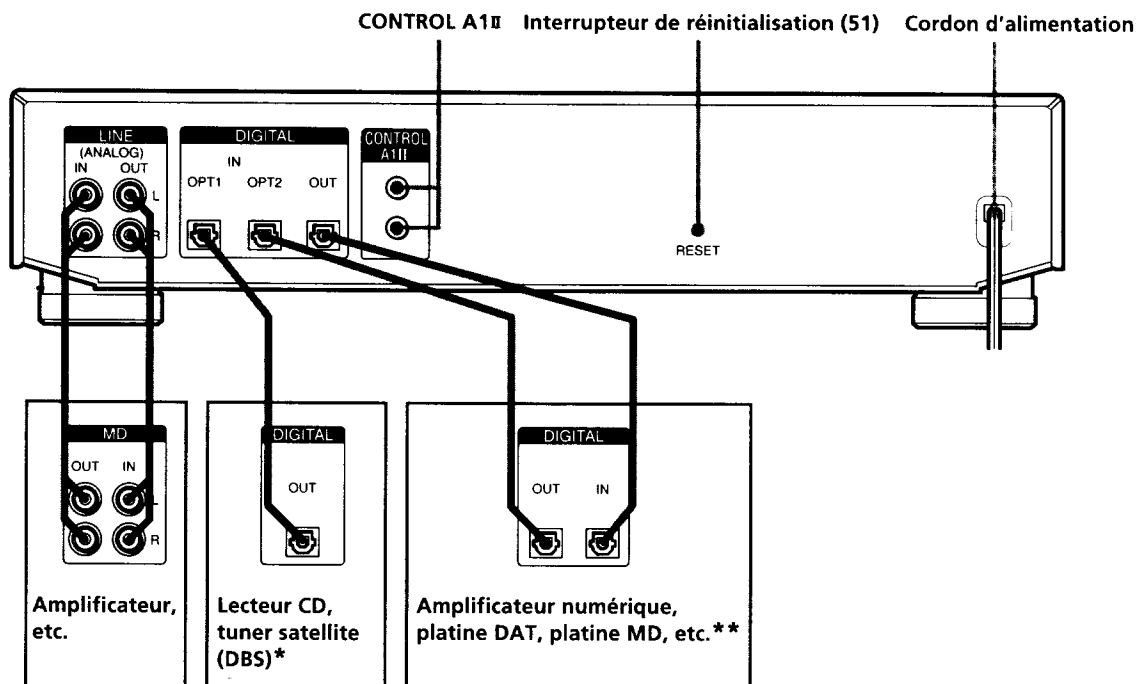 CONTROL A1II Interrupteur de réinitialisation (51) Cordon d'alimentation
LINE
(ANALOG)
IN OUT
L
R
DIGITAL
IN
OPT1 OPT2 OUT
CONTROL
A1II
RESET
MD
OUT IN
L
R
Amplificateur,
etc.
DIGITAL
OUT
Lecteur CD,
tuner satellite
(DBS)*
DIGITAL
OUT IN
Amplificateur numérique,
platine DAT, platine MD, etc.**